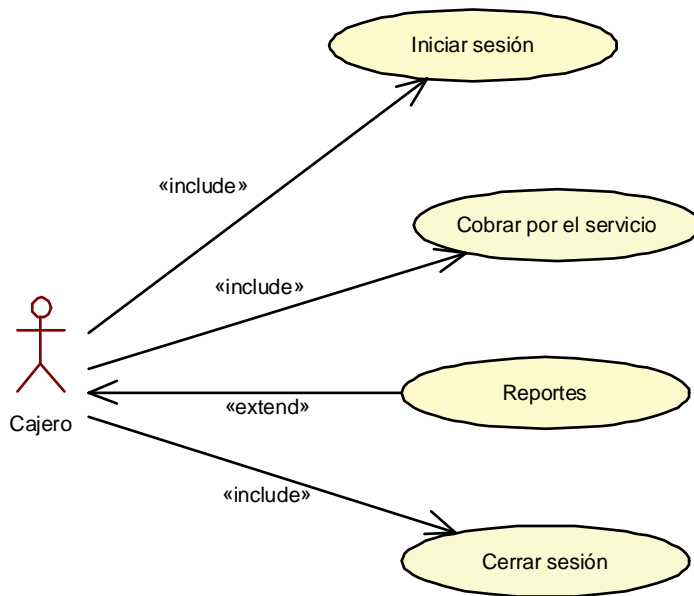 Iniciar sesión
«include»
Cobrar por el servicio
«include»
Reportes
«extend»
Cajero
«include»
Cerrar sesión